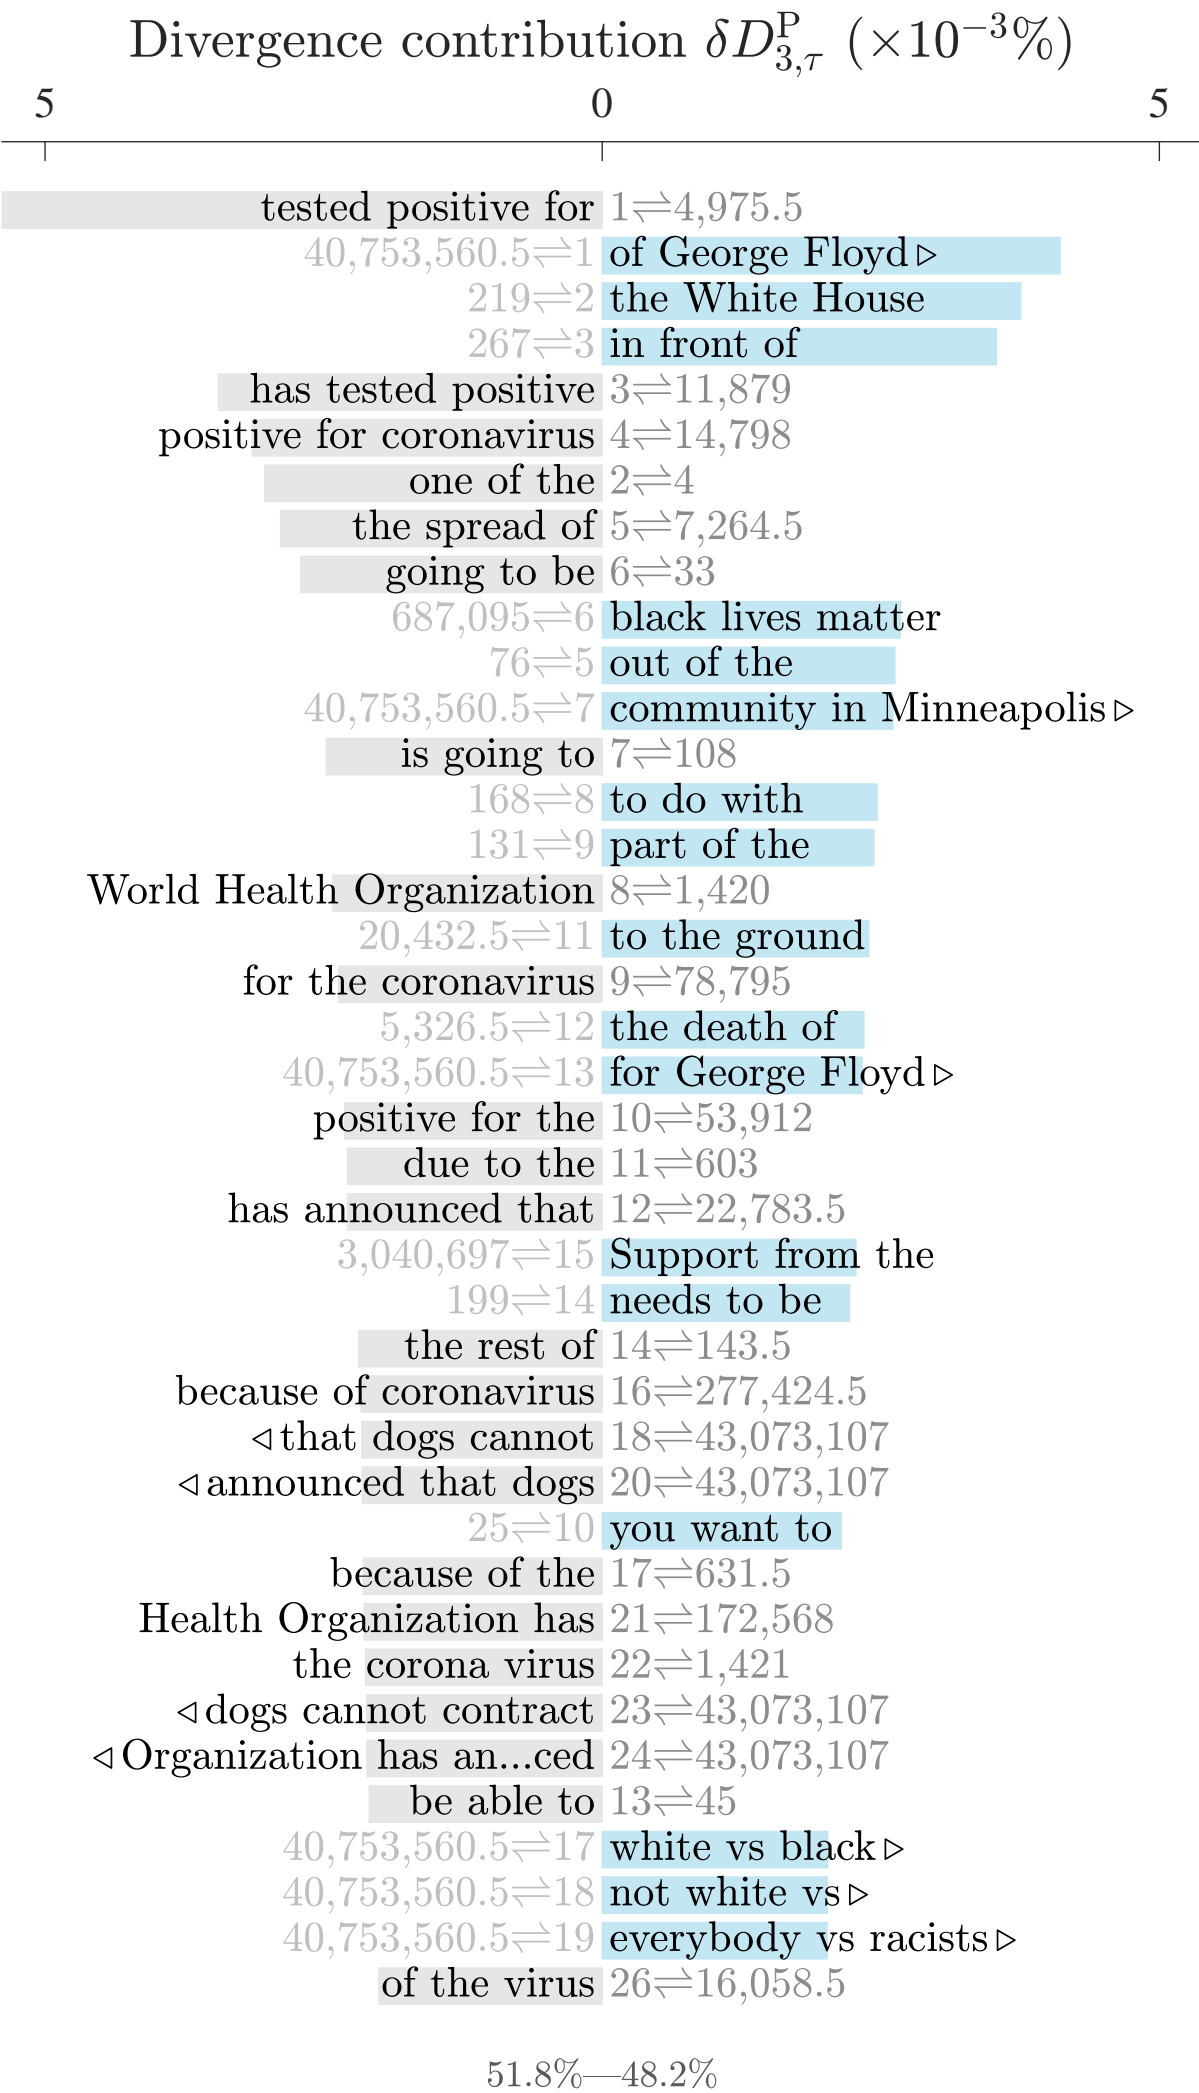 Divergence contribution δD^P_{3,τ} (×10^{−3}%)
5 0 5
tested positive for 1⇌4,975.5
40,753,560.5⇌1 of George Floyd▷
219⇌2 the White House
267⇌3 in front of
has tested positive 3⇌11,879
positive for coronavirus 4⇌14,798
one of the 2⇌4
the spread of 5⇌7,264.5
going to be 6⇌33
687,095⇌6 black lives matter
76⇌5 out of the
40,753,560.5⇌7 community in Minneapolis▷
is going to 7⇌108
168⇌8 to do with
131⇌9 part of the
World Health Organization 8⇌1,420
20,432.5⇌11 to the ground
for the coronavirus 9⇌78,795
5,326.5⇌12 the death of
40,753,560.5⇌13 for George Floyd▷
positive for the 10⇌53,912
due to the 11⇌603
has announced that 12⇌22,783.5
3,040,697⇌15 Support from the
199⇌14 needs to be
the rest of 14⇌143.5
because of coronavirus 16⇌277,424.5
◁that dogs cannot 18⇌43,073,107
◁announced that dogs 20⇌43,073,107
25⇌10 you want to
because of the 17⇌631.5
Health Organization has 21⇌172,568
the corona virus 22⇌1,421
◁dogs cannot contract 23⇌43,073,107
◁Organization has an...ced 24⇌43,073,107
be able to 13⇌45
40,753,560.5⇌17 white vs black▷
40,753,560.5⇌18 not white vs▷
40,753,560.5⇌19 everybody vs racists▷
of the virus 26⇌16,058.5
51.8%—48.2%